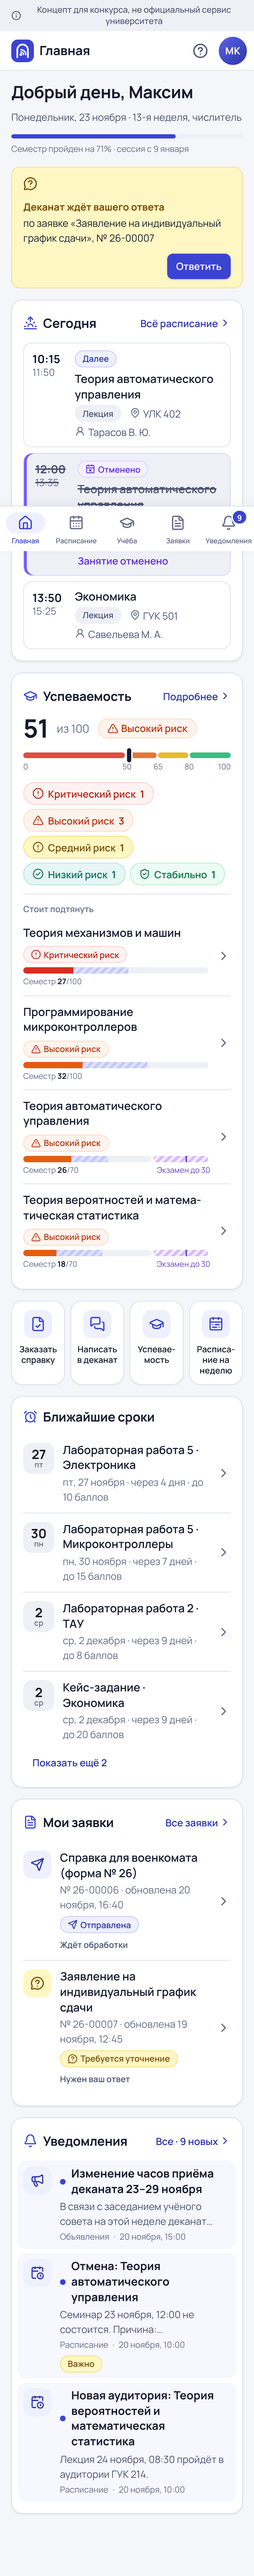 Концепт для конкурса, не официальный сервис
университета
Главная
МК
Добрый день, Максим
Понедельник, 23 ноября · 13-я неделя, числитель
Семестр пройден на 71% · сессия с 9 января
Деканат ждёт вашего ответа
по заявке «Заявление на индивидуальный
график сдачи», № 26-00007
Ответить
Сегодня
Всё расписание
10:15
11:50
Далее
Теория автоматического
управления
Лекция
УЛК 402
Тарасов В. Ю.
12:00
13:35
Отменено
Теория автоматического
управления
Главная
Расписание
Учёба
Заявки
9
Уведомления
Занятие отменено
13:50
15:25
Экономика
Лекция
ГУК 501
Савельева М. А.
Успеваемость
Подробнее
51 из 100
Высокий риск
0 50 65 80 100
Критический риск 1
Высокий риск 3
Средний риск 1
Низкий риск 1
Стабильно 1
Стоит подтянуть
Теория механизмов и машин
Критический риск
Семестр 27/100
Программирование
микроконтроллеров
Высокий риск
Семестр 32/100
Теория автоматического
управления
Высокий риск
Семестр 26/70
Экзамен до 30
Теория вероятностей и матема-
тическая статистика
Высокий риск
Семестр 18/70
Экзамен до 30
Заказать
справку
Написать
в деканат
Успевае-
мость
Расписа-
ние на
неделю
Ближайшие сроки
27
пт
Лабораторная работа 5 ·
Электроника
пт, 27 ноября · через 4 дня · до
10 баллов
30
пн
Лабораторная работа 5 ·
Микроконтроллеры
пн, 30 ноября · через 7 дней ·
до 15 баллов
2
ср
Лабораторная работа 2 ·
ТАУ
ср, 2 декабря · через 9 дней ·
до 8 баллов
2
ср
Кейс-задание ·
Экономика
ср, 2 декабря · через 9 дней ·
до 20 баллов
Показать ещё 2
Мои заявки
Все заявки
Справка для военкомата
(форма № 26)
№ 26-00006 · обновлена 20
ноября, 16:40
Отправлена
Ждёт обработки
Заявление на
индивидуальный график
сдачи
№ 26-00007 · обновлена 19
ноября, 12:45
Требуется уточнение
Нужен ваш ответ
Уведомления
Все · 9 новых
Изменение часов приёма
деканата 23–29 ноября
В связи с заседанием учёного
совета на этой неделе деканат…
Объявления · 20 ноября, 15:00
Отмена: Теория
автоматического
управления
Семинар 23 ноября, 12:00 не
состоится. Причина:…
Расписание · 20 ноября, 10:00
Важно
Новая аудитория: Теория
вероятностей и
математическая
статистика
Лекция 24 ноября, 08:30 пройдёт в
аудитории ГУК 214.
Расписание · 20 ноября, 10:00